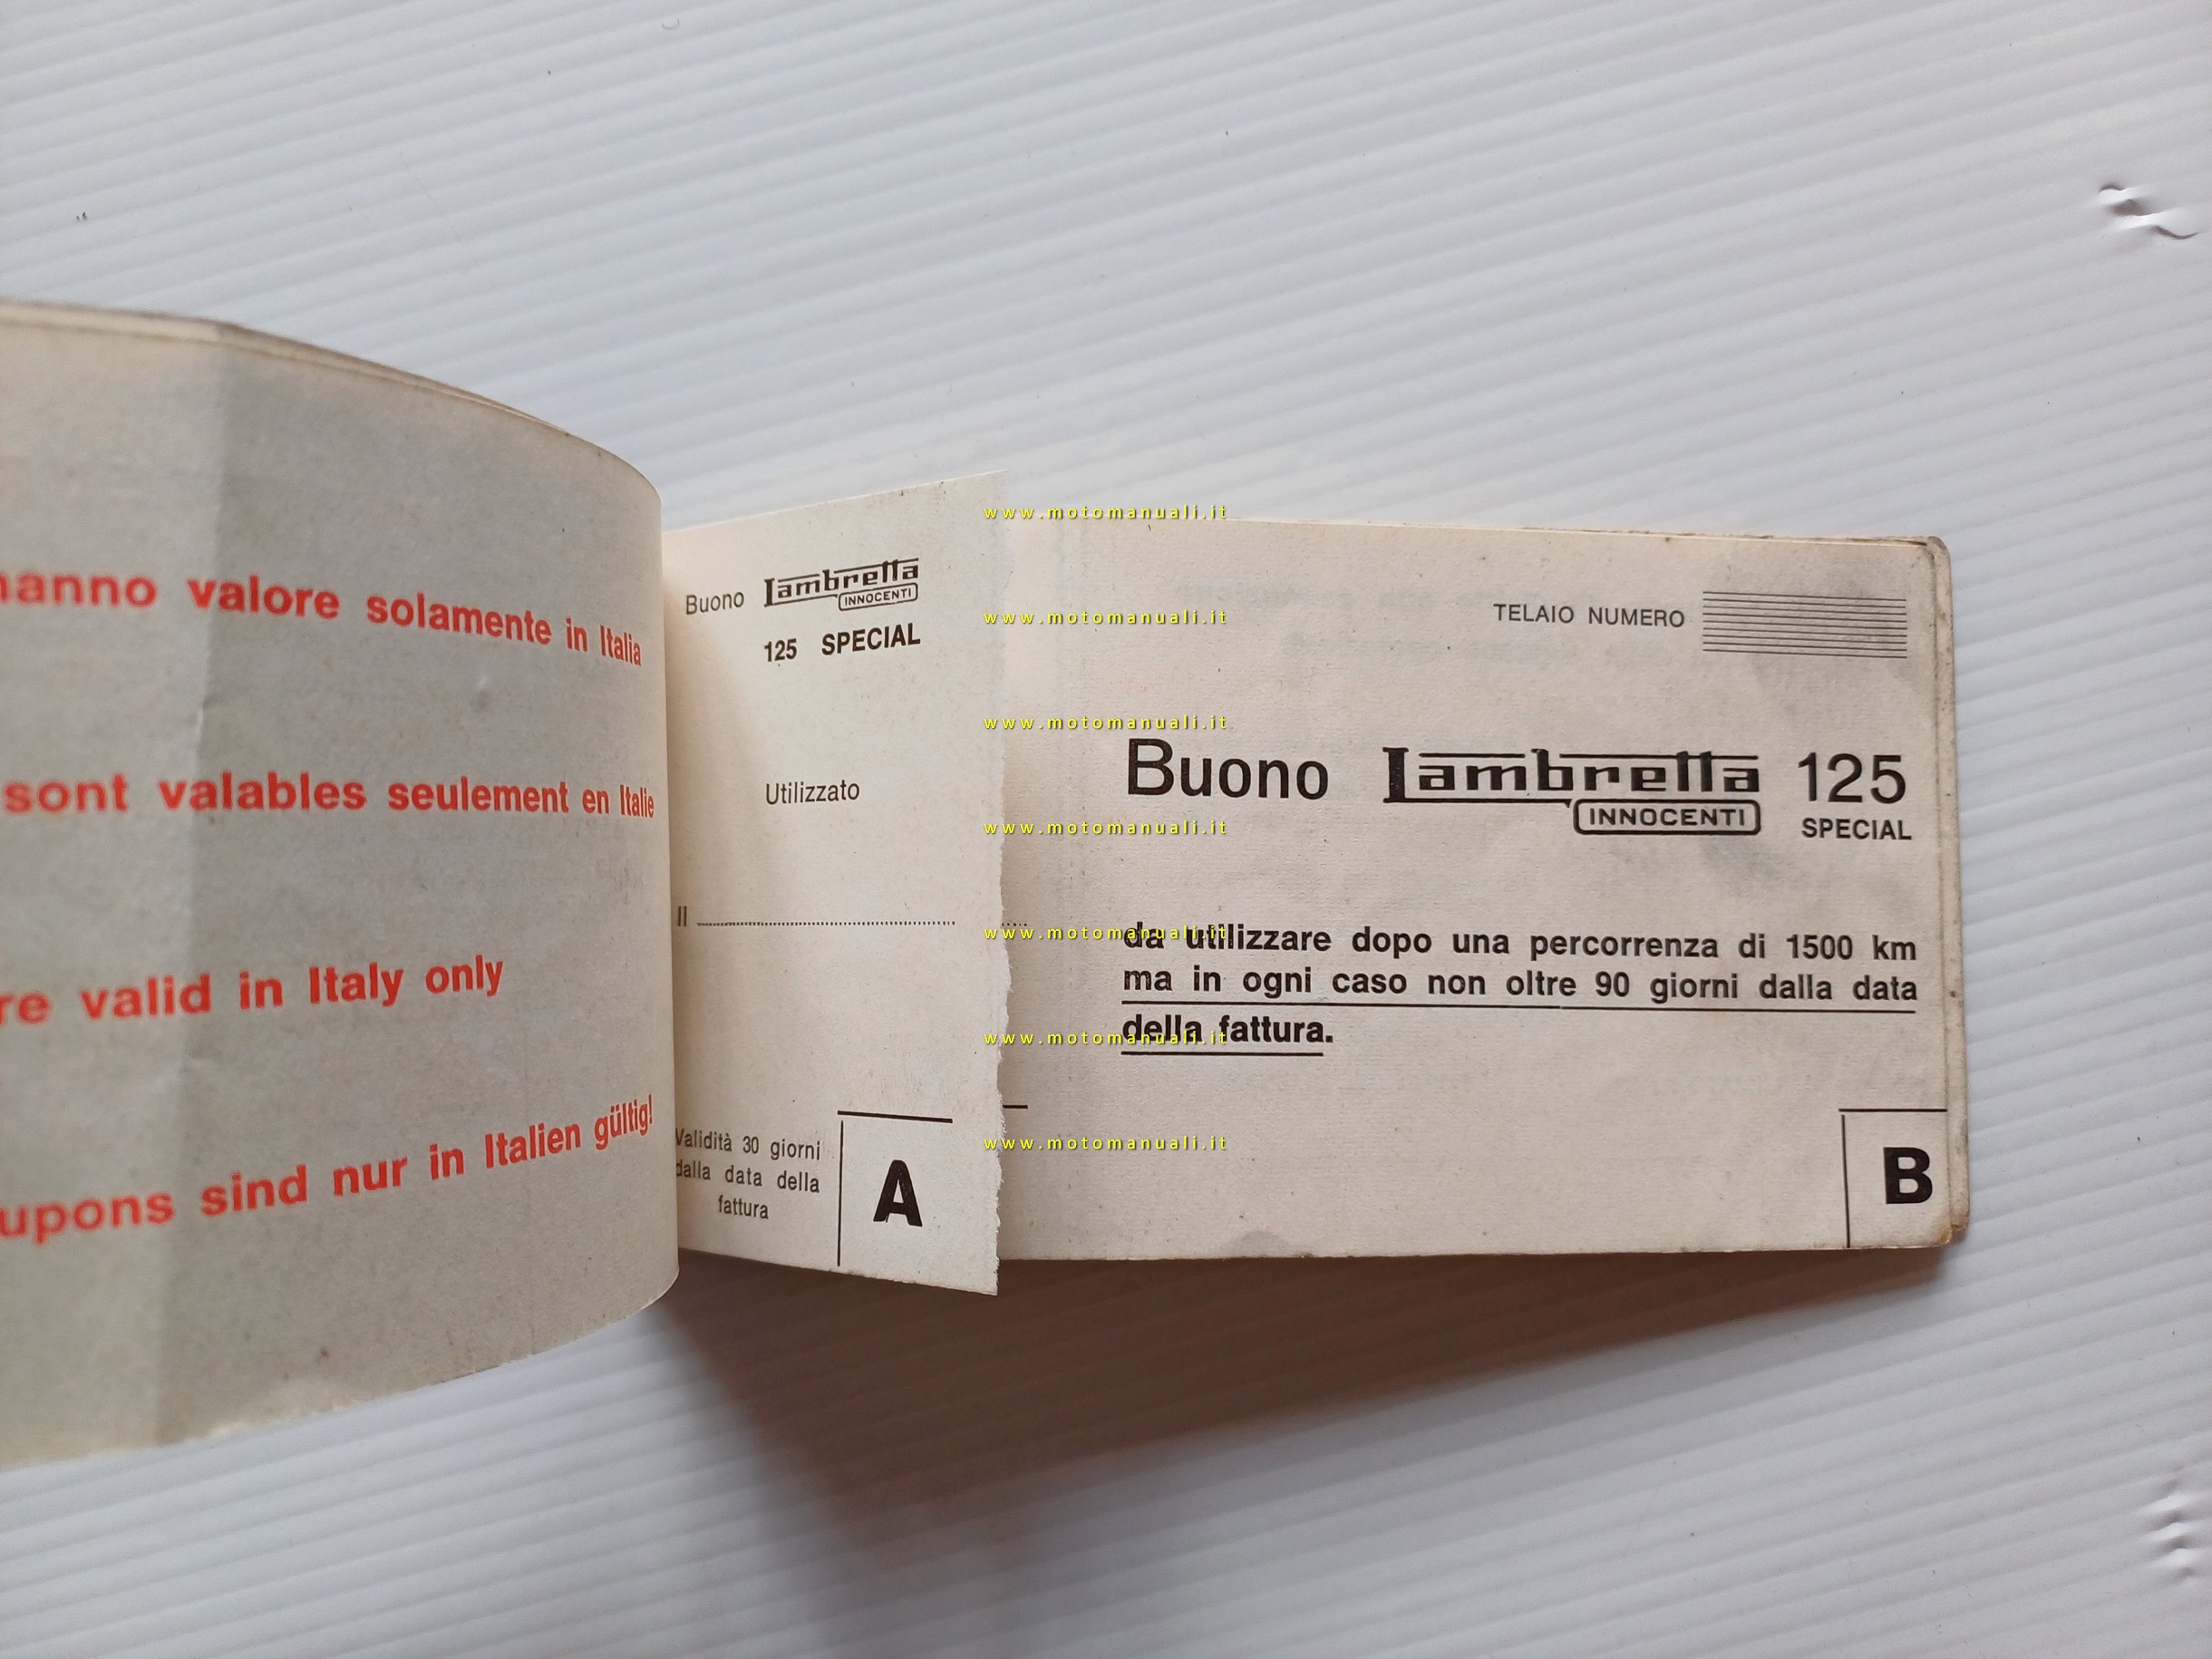 hanno valore solamente in Italia
sont valables seulement en Italie
re valid in Italy only
upons sind nur in Italien gültig!
Buono Lambretta
INNOCENTI
125 SPECIAL
Utilizzato
Il
Validità 30 giorni
dalla data della
fattura
A
TELAIO NUMERO
Buono Lambretta 125
INNOCENTI SPECIAL
da utilizzare dopo una percorrenza di 1500 km
ma in ogni caso non oltre 90 giorni dalla data
della fattura.
B
www.motomanuali.it
www.motomanuali.it
www.motomanuali.it
www.motomanuali.it
www.motomanuali.it
www.motomanuali.it
www.motomanuali.it